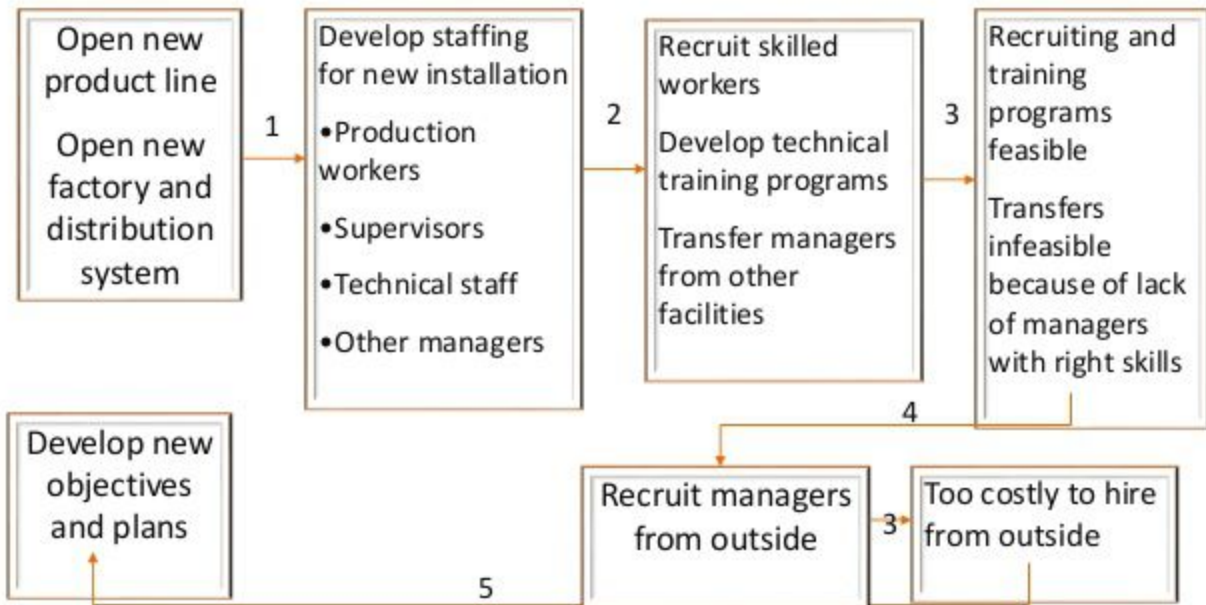 Open new
product line
Open new
factory and
distribution
system
1
Develop staffing
for new installation
•Production
workers
•Supervisors
•Technical staff
•Other managers
2
Recruit skilled
workers
Develop technical
training programs
Transfer managers
from other
facilities
3
Recruiting and
training
programs
feasible
Transfers
infeasible
because of lack
of managers
with right skills
4
Recruit managers
from outside
3
Too costly to hire
from outside
5
Develop new
objectives
and plans